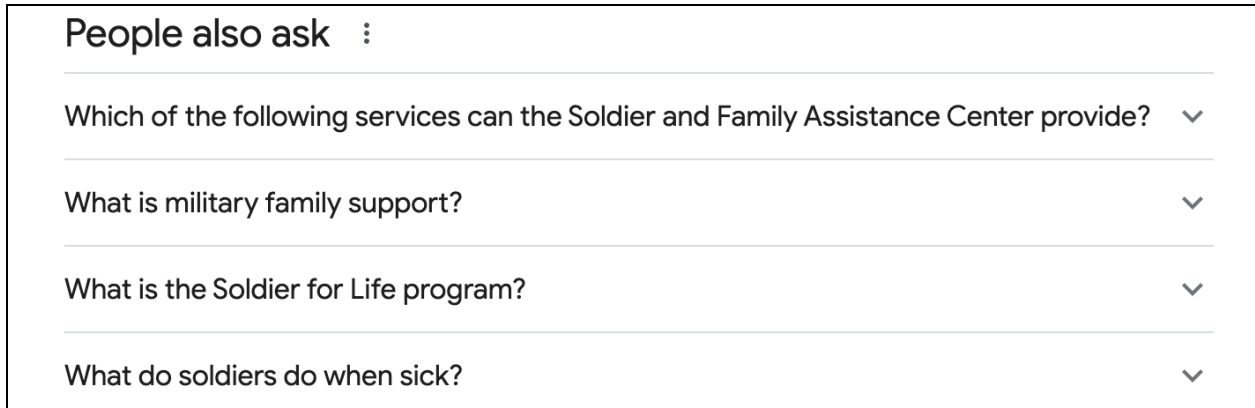 People also ask
Which of the following services can the Soldier and Family Assistance Center provide?
What is military family support?
What is the Soldier for Life program?
What do soldiers do when sick?